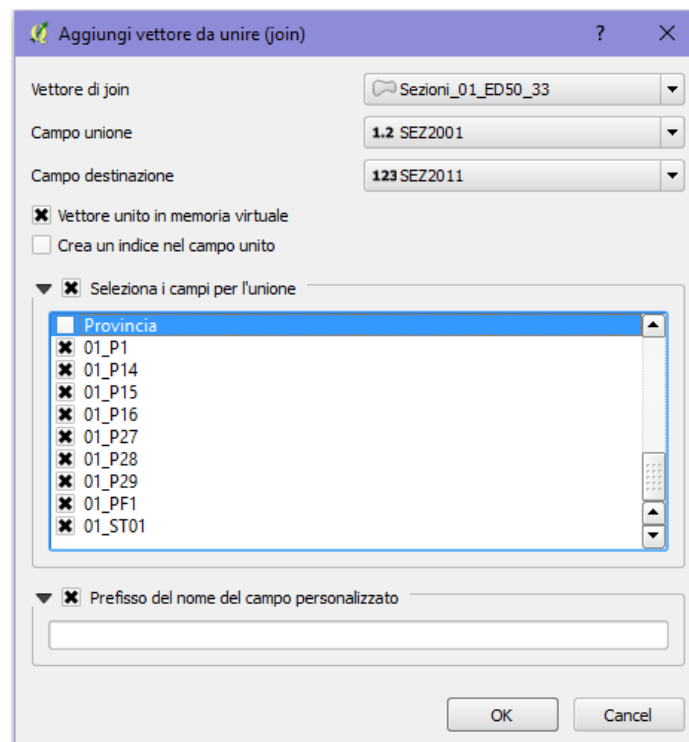 Aggiungi vettore da unire (join) ?
Vettore di join Sezioni_01_ED50_33
Campo unione 1.2 SEZ2001
Campo destinazione 123 SEZ2011
Vettore unito in memoria virtuale
Crea un indice nel campo unito
Seleziona i campi per l'unione
Provincia
01_P1
01_P14
01_P15
01_P16
01_P27
01_P28
01_P29
01_PF1
01_ST01
Prefisso del nome del campo personalizzato
OK Cancel